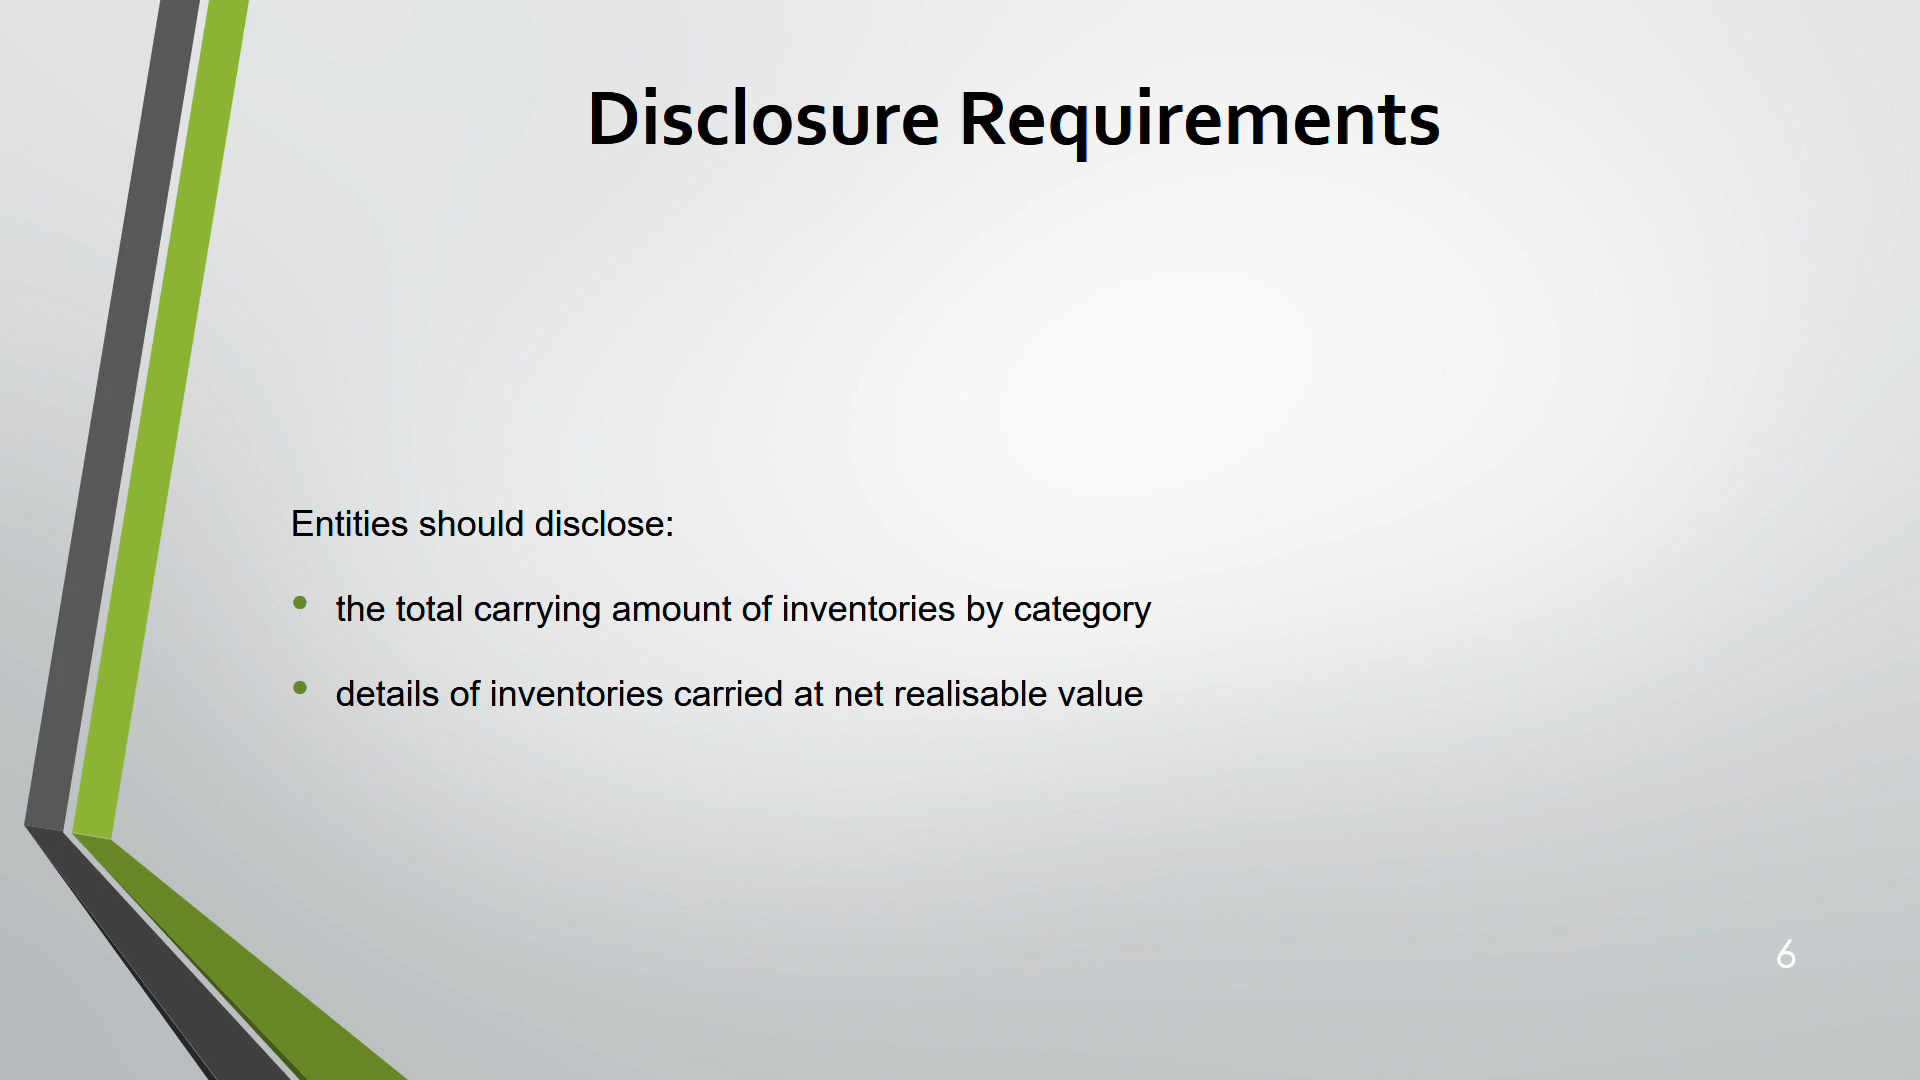 Disclosure Requirements
Entities should disclose:
• the total carrying amount of inventories by category
• details of inventories carried at net realisable value
6